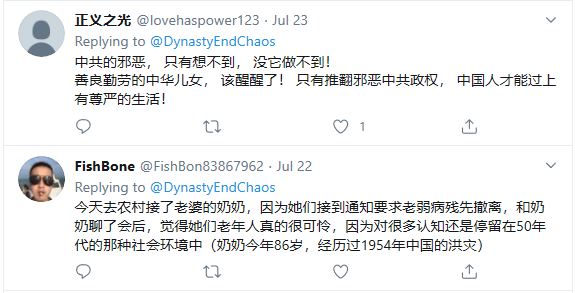 正义之光 @lovehaspower123 · Jul 23
Replying to @DynastyEndChaos
中共的邪恶， 只有想不到， 没它做不到！
善良勤劳的中华儿女， 该醒醒了！ 只有推翻邪恶中共政权， 中国人才能过上
有尊严的生活！
1
FishBone @FishBon83867962 · Jul 22
Replying to @DynastyEndChaos
今天去农村接了老婆的奶奶，因为她们接到通知要求老弱病残先撤离，和奶
奶聊了会后，觉得她们老年人真的很可怜，因为对很多认知还是停留在50年
代的那种社会环境中（奶奶今年86岁，经历过1954年中国的洪灾）